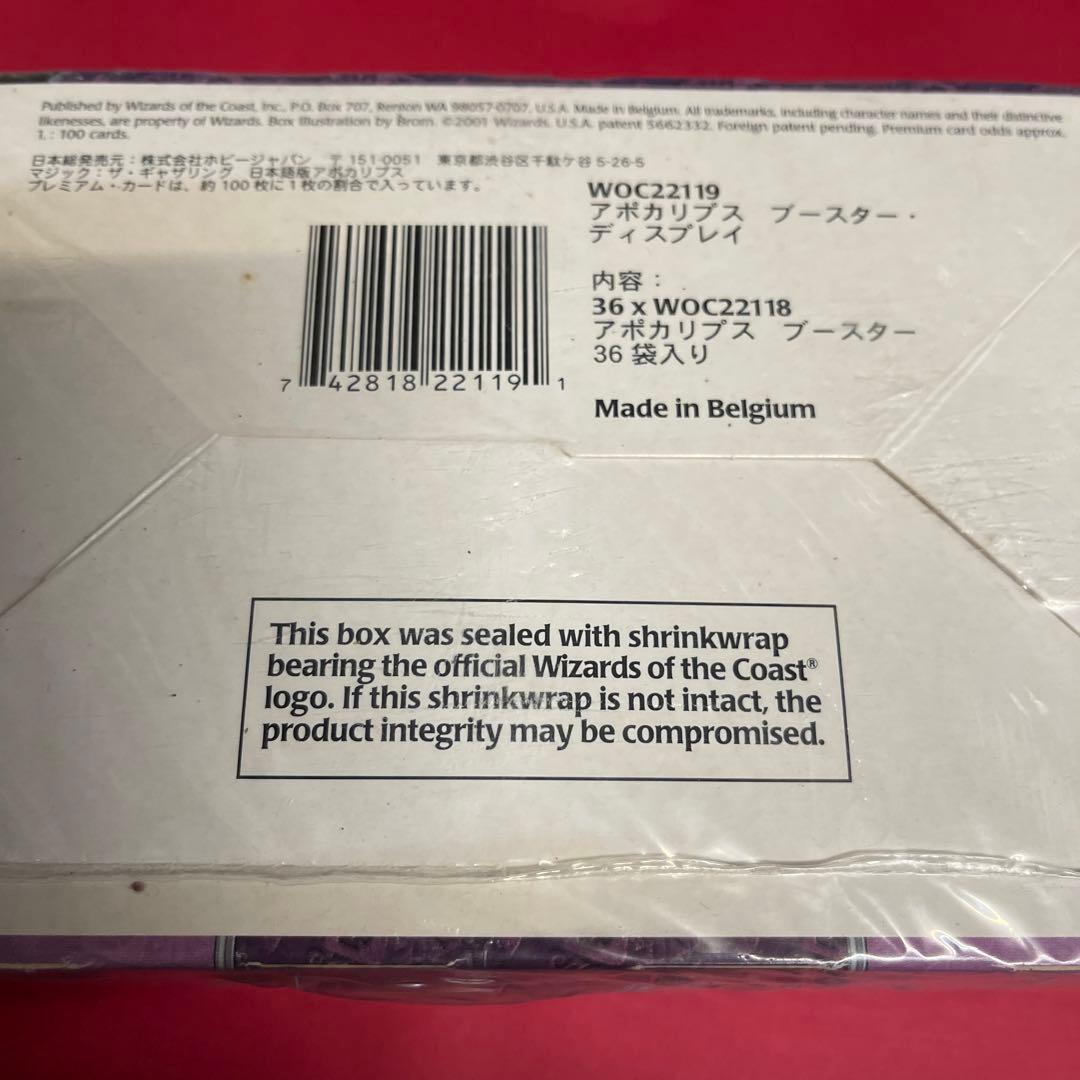 Published by Wizards of the Coast, Inc., P.O. Box 707, Renton WA 98057-0707, U.S.A. Made in Belgium. All trademarks, including character names and their distinctive
likenesses, are property of Wizards. Box illustration by Brom. ©2001 Wizards. U.S.A. patent 5662332. Foreign patent pending. Premium card odds approx.
1, : 100 cards.
日本総発売元:株式会社ホビージャパン 〒151-0051 東京都渋谷区千駄ケ谷 5-26-5
マジック:ザ・ギャザリング 日本語版アポカリプス
プレミアム・カードは、約 100 枚に 1 枚の割合で入っています。
WOC22119
アポカリプス ブースター・
ディスプレイ
内容:
36 x WOC22118
アポカリプス ブースター
36 袋入り
7 42818 22119 1
Made in Belgium
This box was sealed with shrinkwrap
bearing the official Wizards of the Coast®
logo. If this shrinkwrap is not intact, the
product integrity may be compromised.